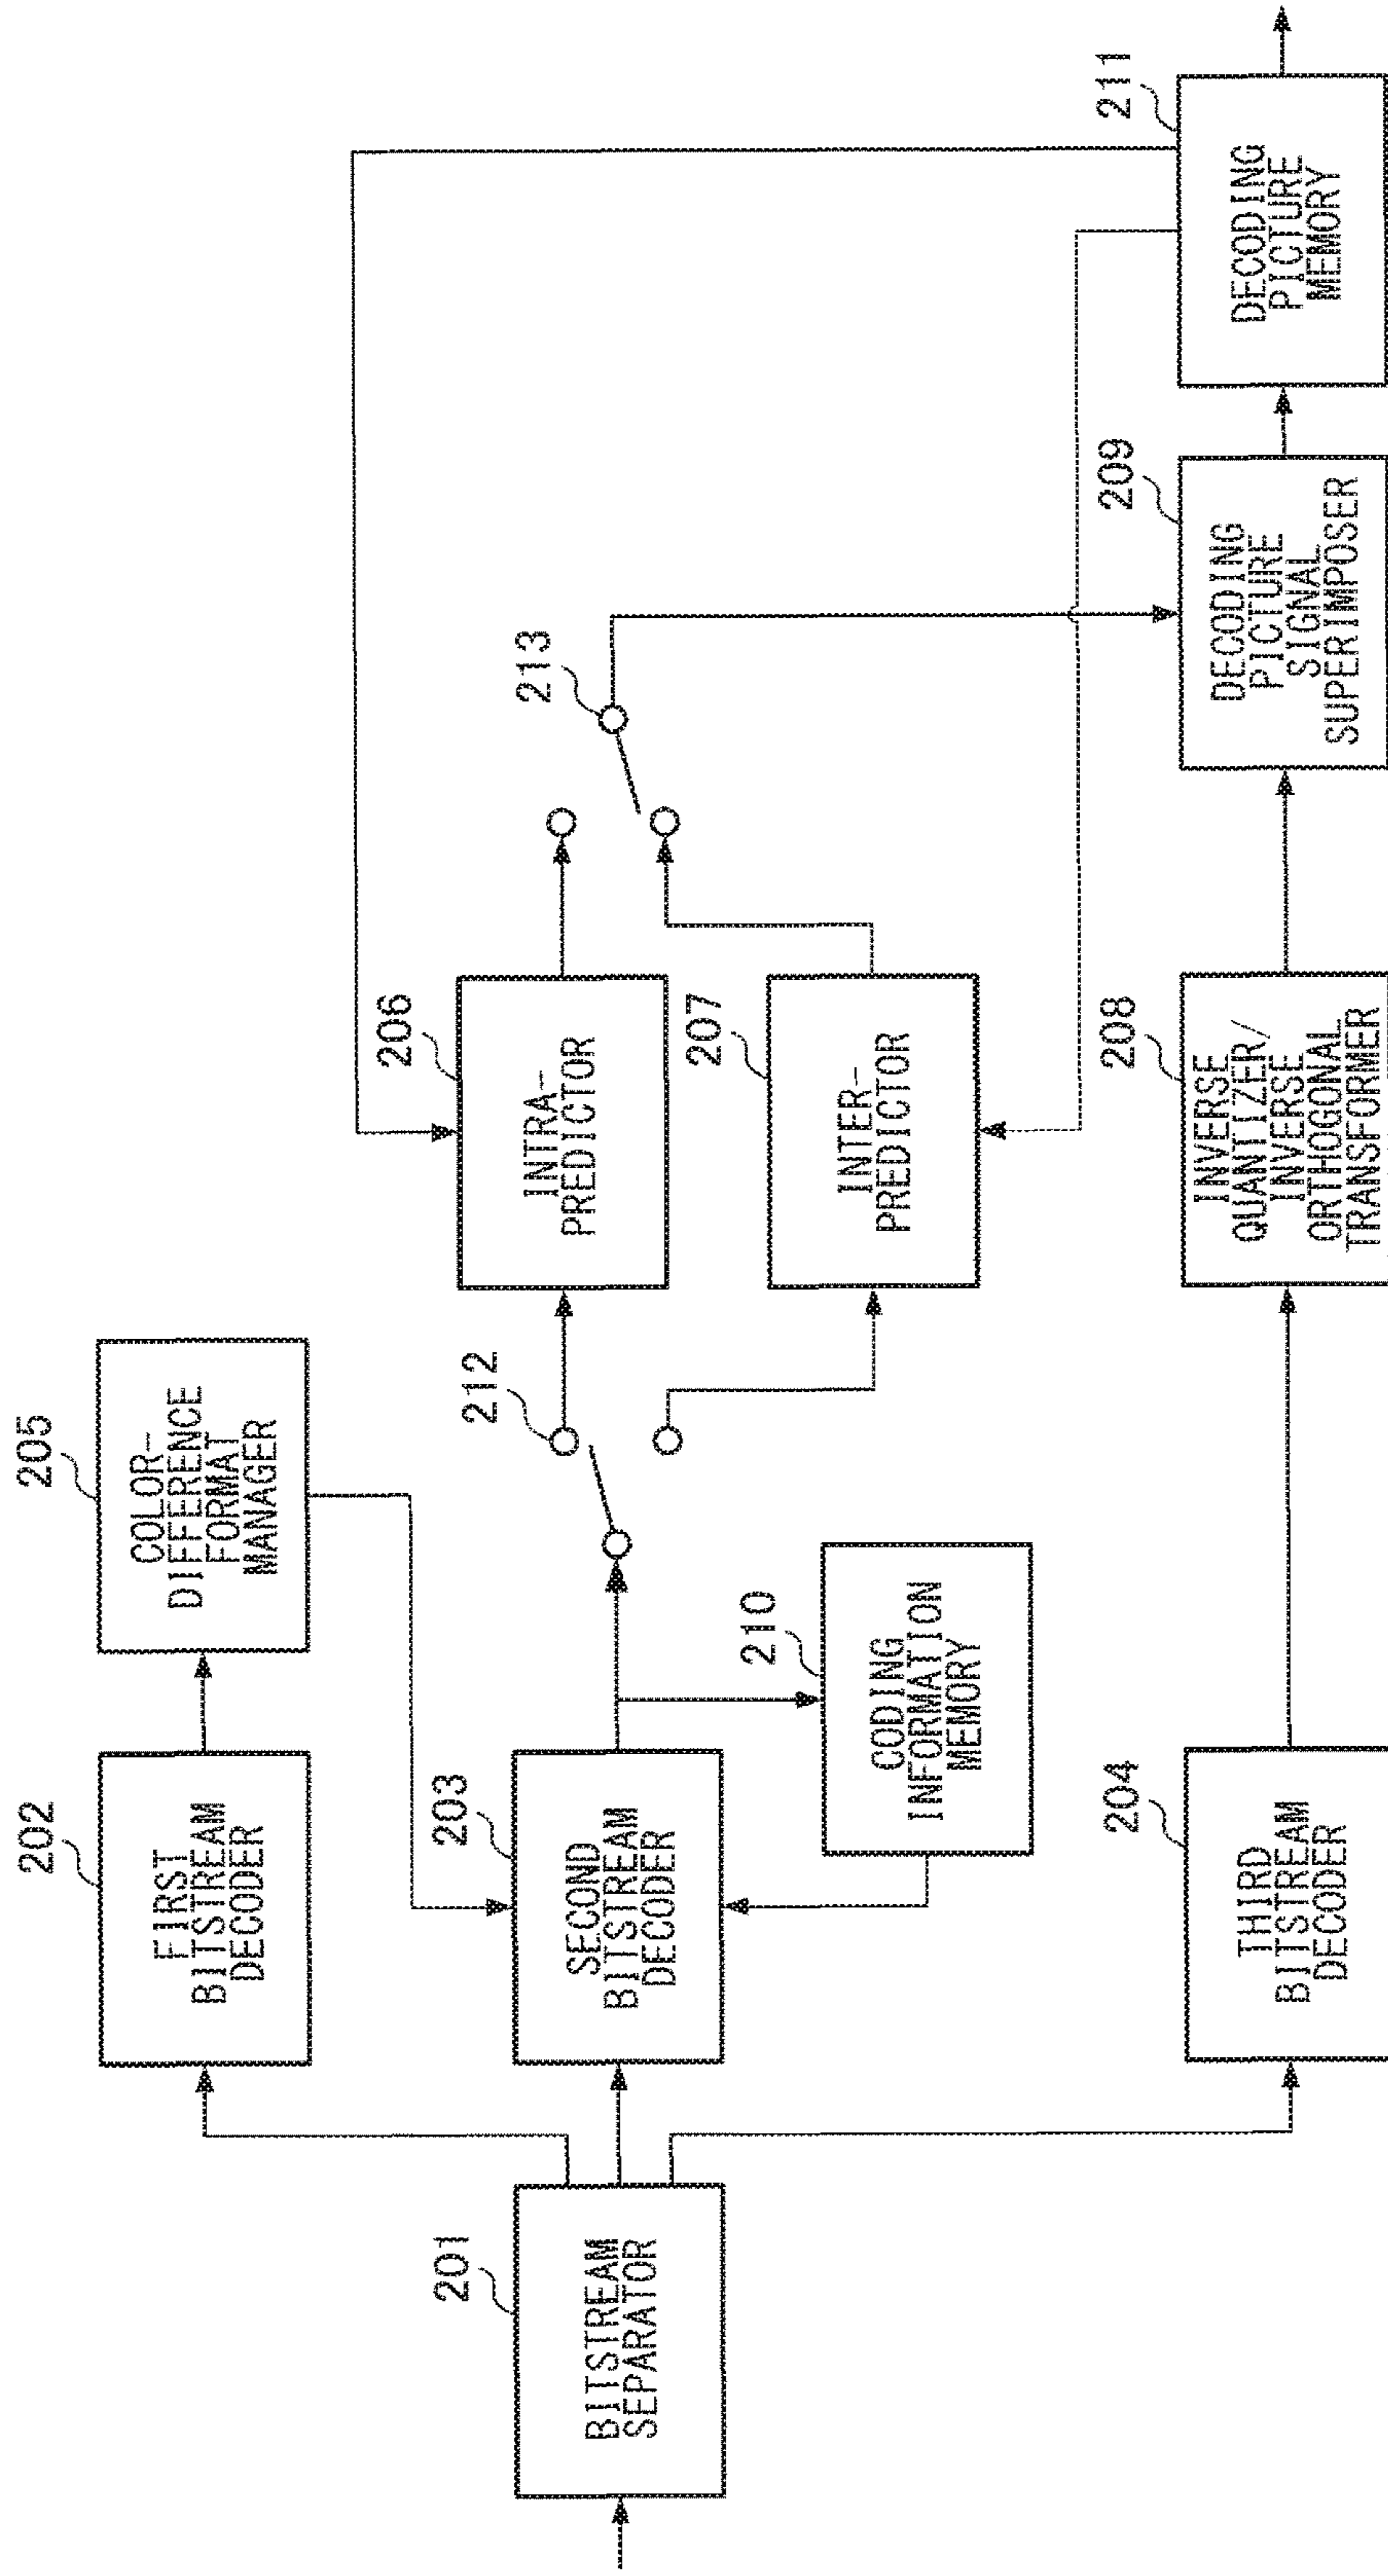 201
BITSTREAM
SEPARATOR
202
FIRST
BITSTREAM
DECODER
203
SECOND
BITSTREAM
DECODER
204
THIRD
BITSTREAM
DECODER
205
COLOR-
DIFFERENCE
FORMAT
MANAGER
210
CODING
INFORMATION
MEMORY
212
206
INTRA-
PREDICTOR
207
INTER-
PREDICTOR
208
INVERSE
QUANTIZER/
INVERSE
ORTHOGONAL
TRANSFORMER
213
209
DECODING
PICTURE
SIGNAL
SUPERIMPOSER
211
DECODING
PICTURE
MEMORY